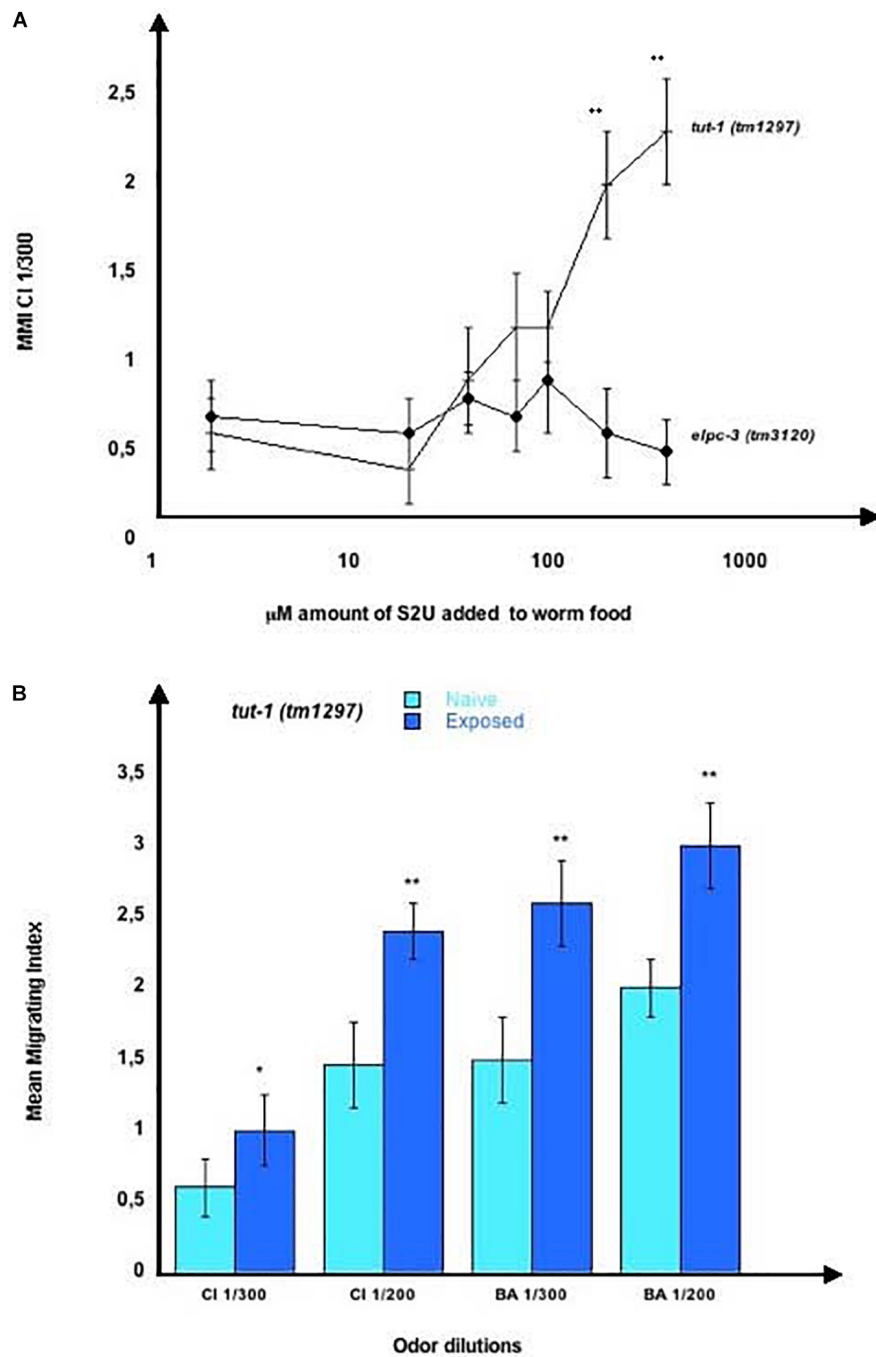 A
**
**
2,5
tut-1 (tm1297)
2
1,5
MMI CI 1/300
1
0,5
elpc-3 (tm3120)
0
1 10 100 1000
µM amount of S2U added to worm food
B
tut-1 (tm1297)
Naive
Exposed
3,5
**
3
**
2,5
**
2
Mean Migrating Index
1,5
*
1
0,5
0
CI 1/300 CI 1/200 BA 1/300 BA 1/200
Odor dilutions